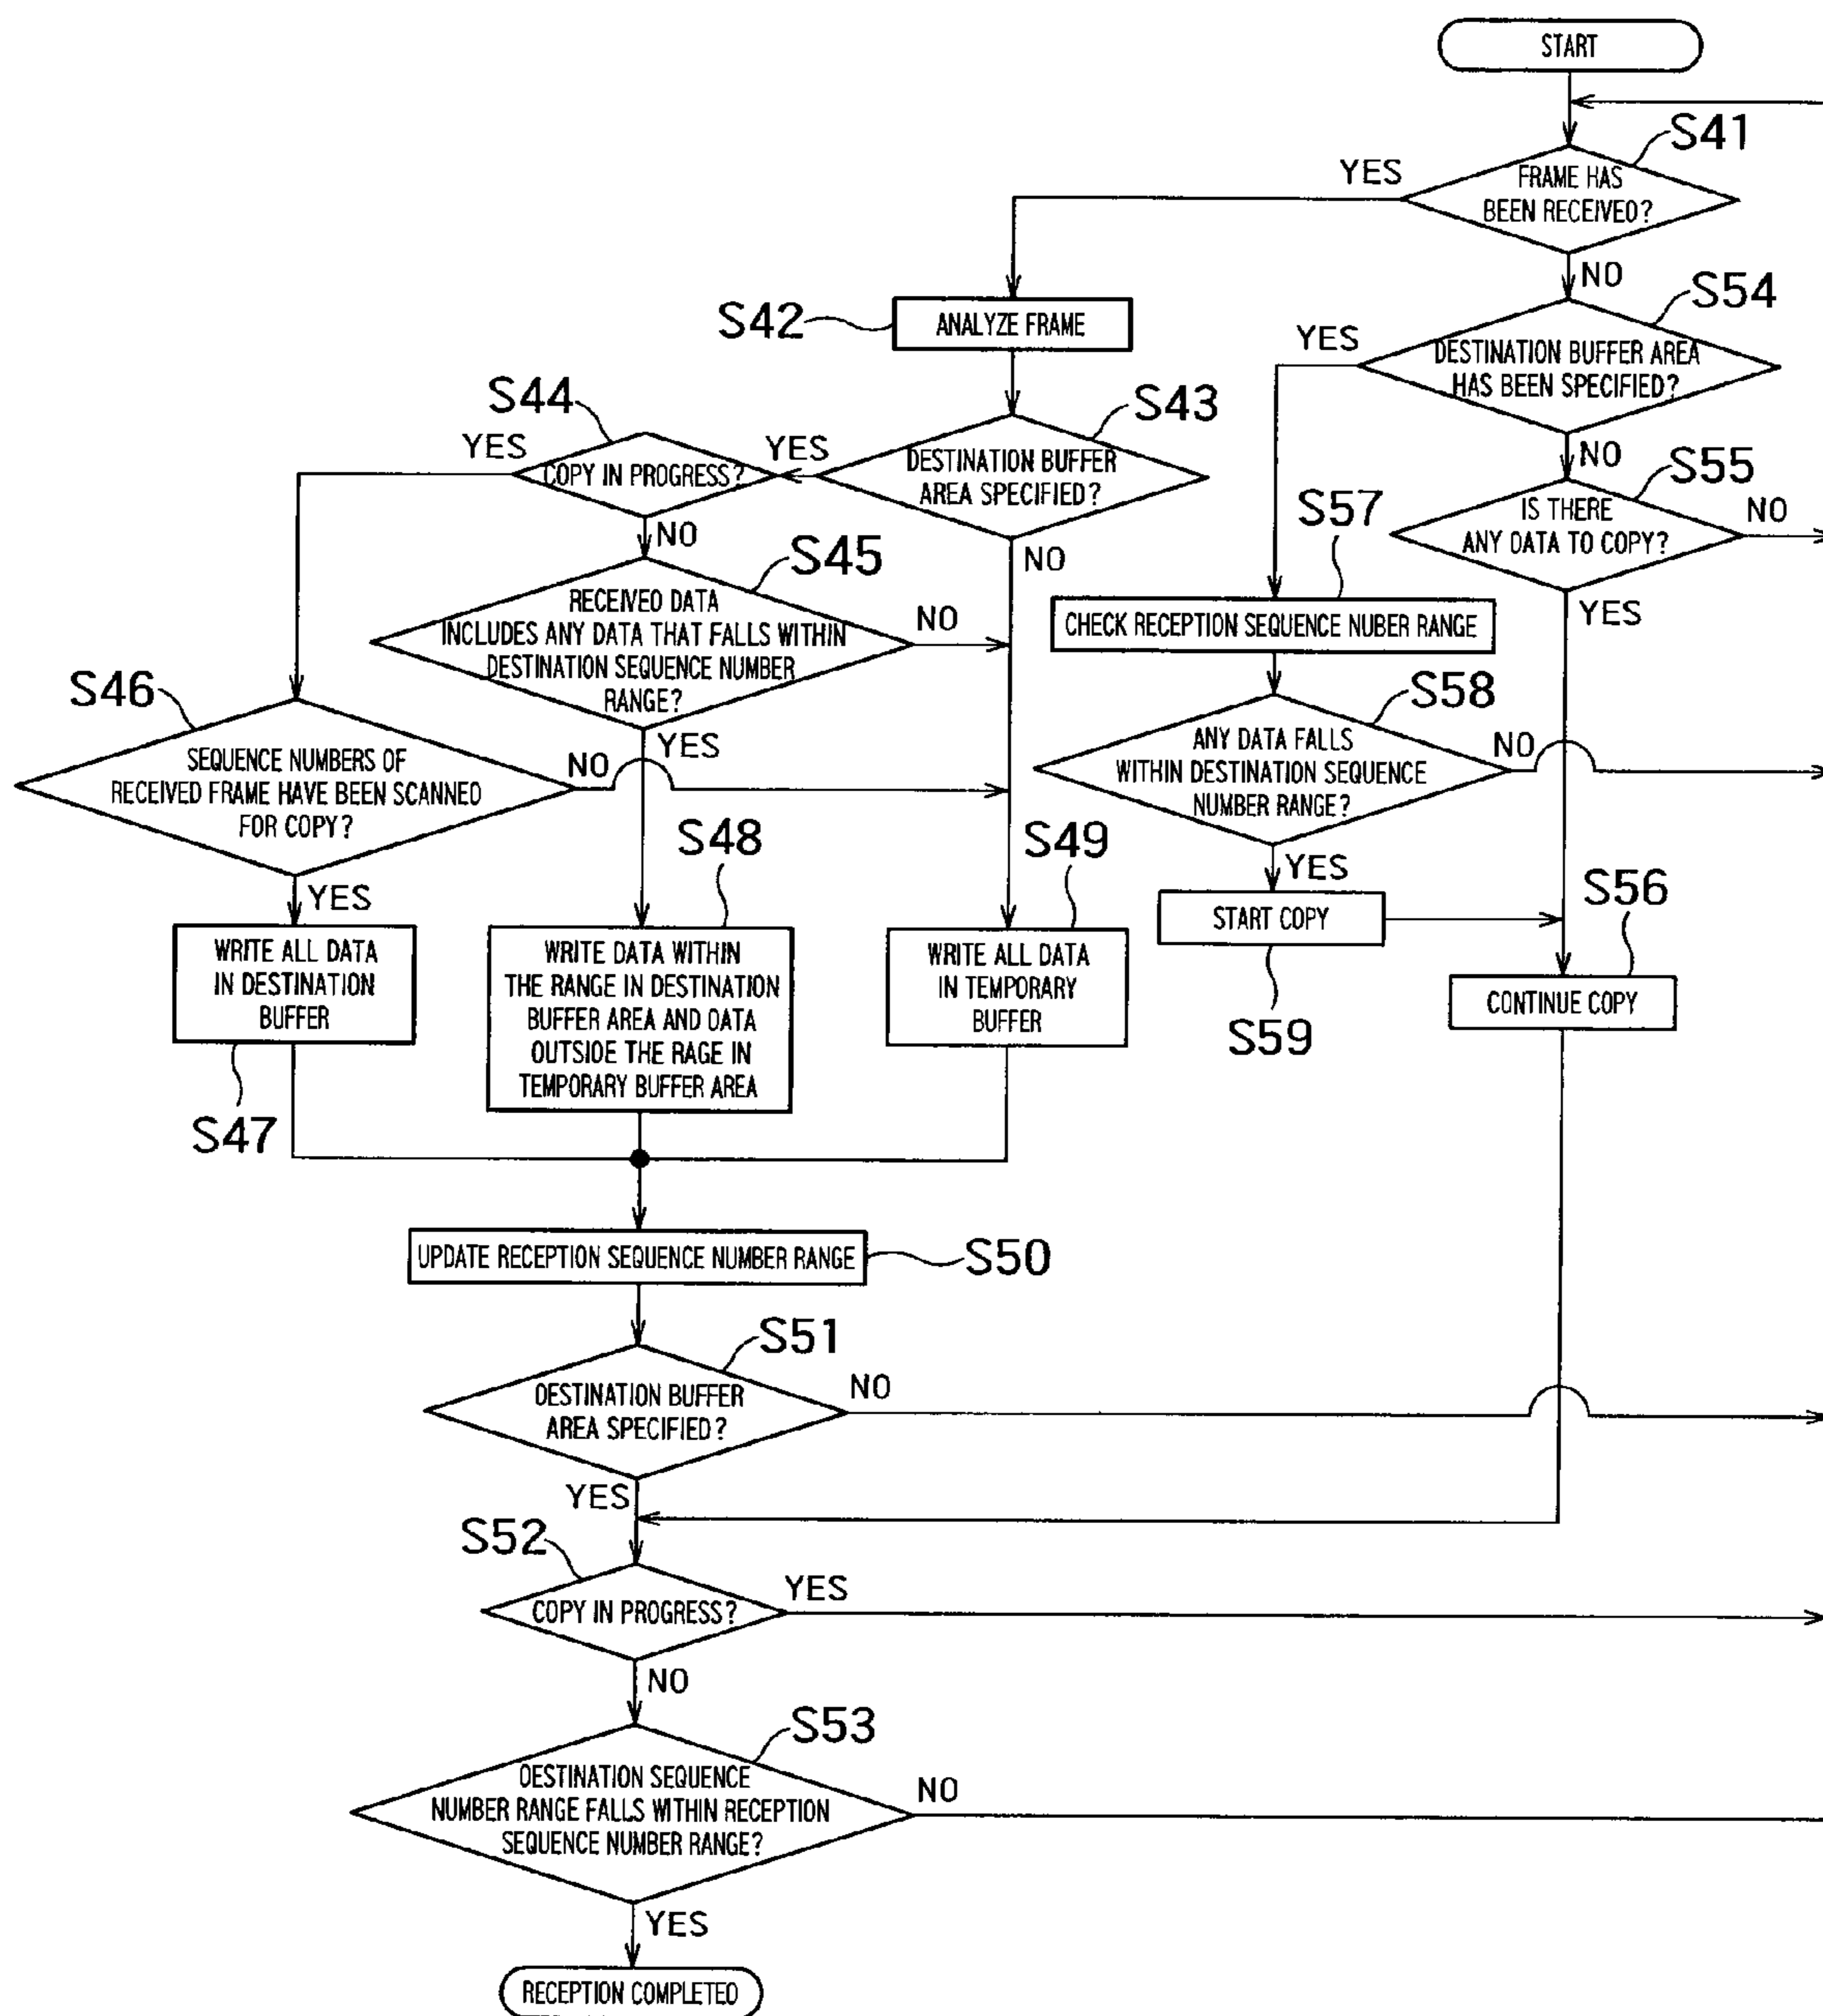 START
S41
YES
FRAME HAS
BEEN RECEIVED?
NO
S42
ANALYZE FRAME
S54
YES
DESTINATION BUFFER AREA
HAS BEEN SPECIFIED?
NO
S44
YES
COPY IN PROGRESS?
NO
S43
YES
DESTINATION BUFFER
AREA SPECIFIED?
NO
S55
IS THERE
ANY DATA TO COPY?
NO
YES
S57
CHECK RECEPTION SEQUENCE NUBER RANGE
S45
RECEIVED DATA
INCLUDES ANY DATA THAT FALLS WITHIN
DESTINATION SEQUENCE NUMBER
RANGE?
NO
YES
S46
SEQUENCE NUMBERS OF
RECEIVED FRAME HAVE BEEN SCANNED
FOR COPY?
NO
YES
S58
ANY DATA FALLS
WITHIN DESTINATION SEQUENCE
NUMBER RANGE?
NO
YES
S48
S49
S56
START COPY
S59
CONTINUE COPY
WRITE ALL DATA
IN DESTINATION
BUFFER
S47
WRITE DATA WITHIN
THE RANGE IN DESTINATION
BUFFER AREA AND DATA
OUTSIDE THE RAGE IN
TEMPORARY BUFFER AREA
WRITE ALL DATA
IN TEMPORARY
BUFFER
UPDATE RECEPTION SEQUENCE NUMBER RANGE
S50
S51
DESTINATION BUFFER
AREA SPECIFIED?
NO
YES
S52
COPY IN PROGRESS?
YES
NO
S53
DESTINATION SEQUENCE
NUMBER RANGE FALLS WITHIN RECEPTION
SEQUENCE NUMBER RANGE?
NO
YES
RECEPTION COMPLETED